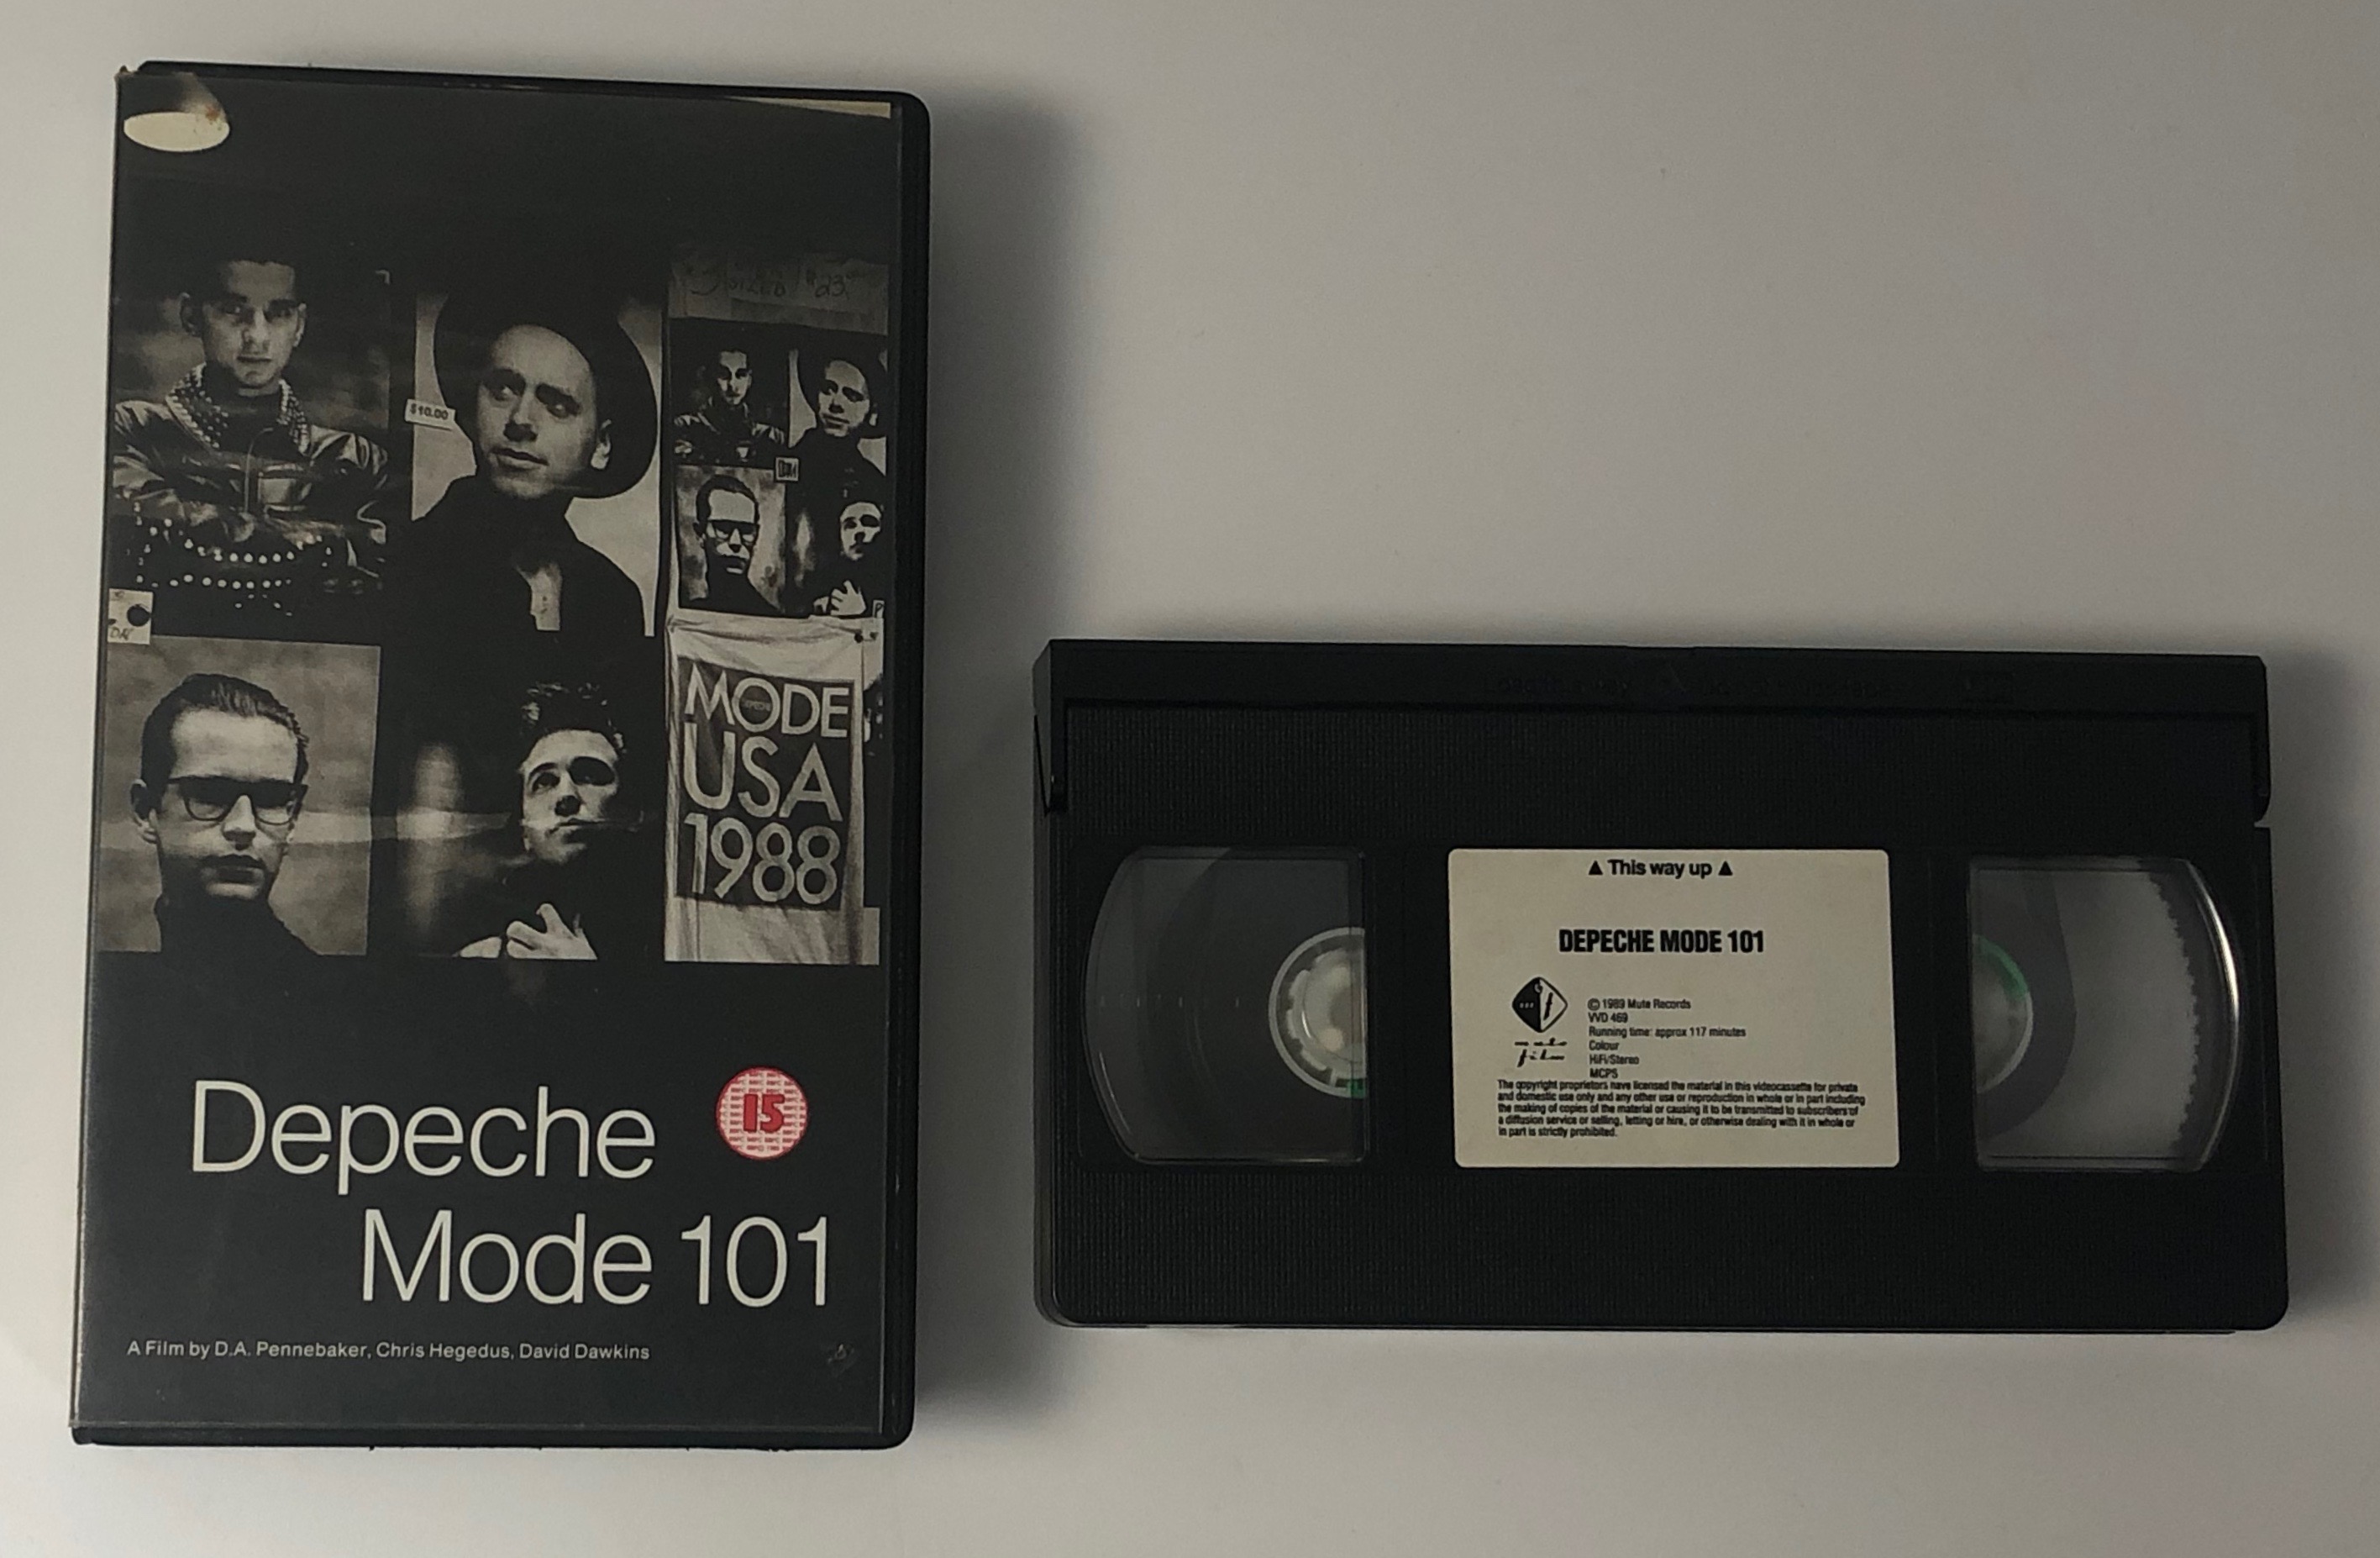 $23.
$10.00
MODE
DEPECHE
USA
1988
Depeche
15
Mode 101
A Film by D.A. Pennebaker, Chris Hegedus, David Dawkins
▲ This way up ▲
DEPECHE MODE 101
mute
film
© 1989 Mute Records
VVD 469
Running time: approx 117 minutes
Colour
HiFi/Stereo
MCPS
The copyright proprietors have licensed the material in this videocassette for private
and domestic use only and any other use or reproduction in whole or in part including
the making of copies of the material or causing it to be transmitted to subscribers of
a diffusion service or selling, letting or hire, or otherwise dealing with it in whole or
in part is strictly prohibited.